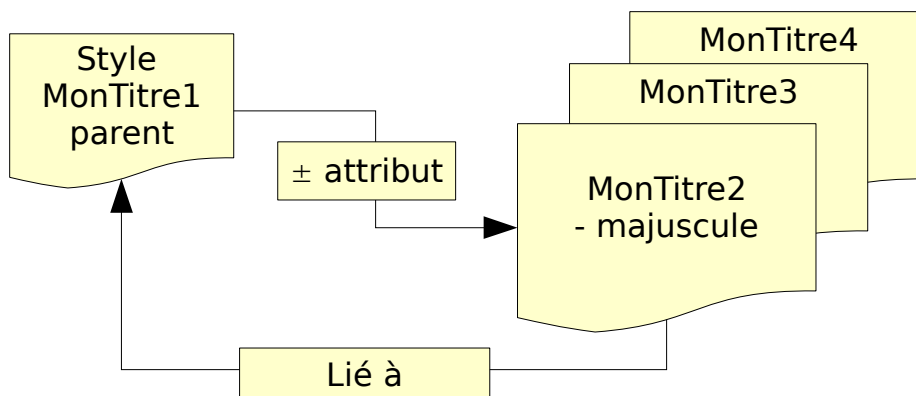 Style
MonTitre1
parent
± attribut
MonTitre4
MonTitre3
MonTitre2
- majuscule
Lié à